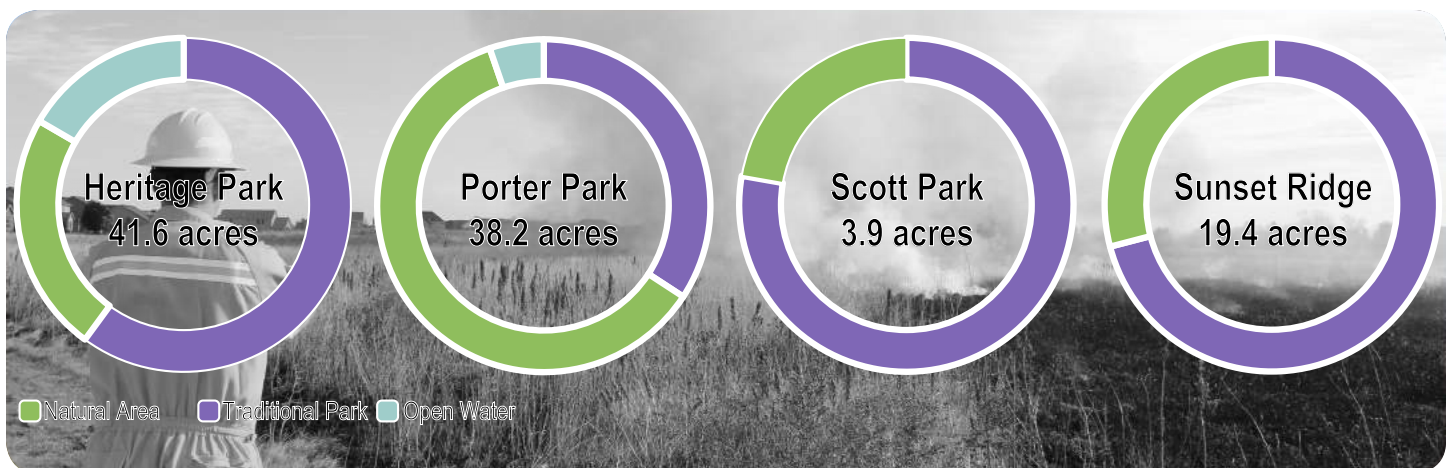 Heritage Park
41.6 acres
Porter Park
38.2 acres
Scott Park
3.9 acres
Sunset Ridge
19.4 acres
Natural Area
Traditional Park
Open Water